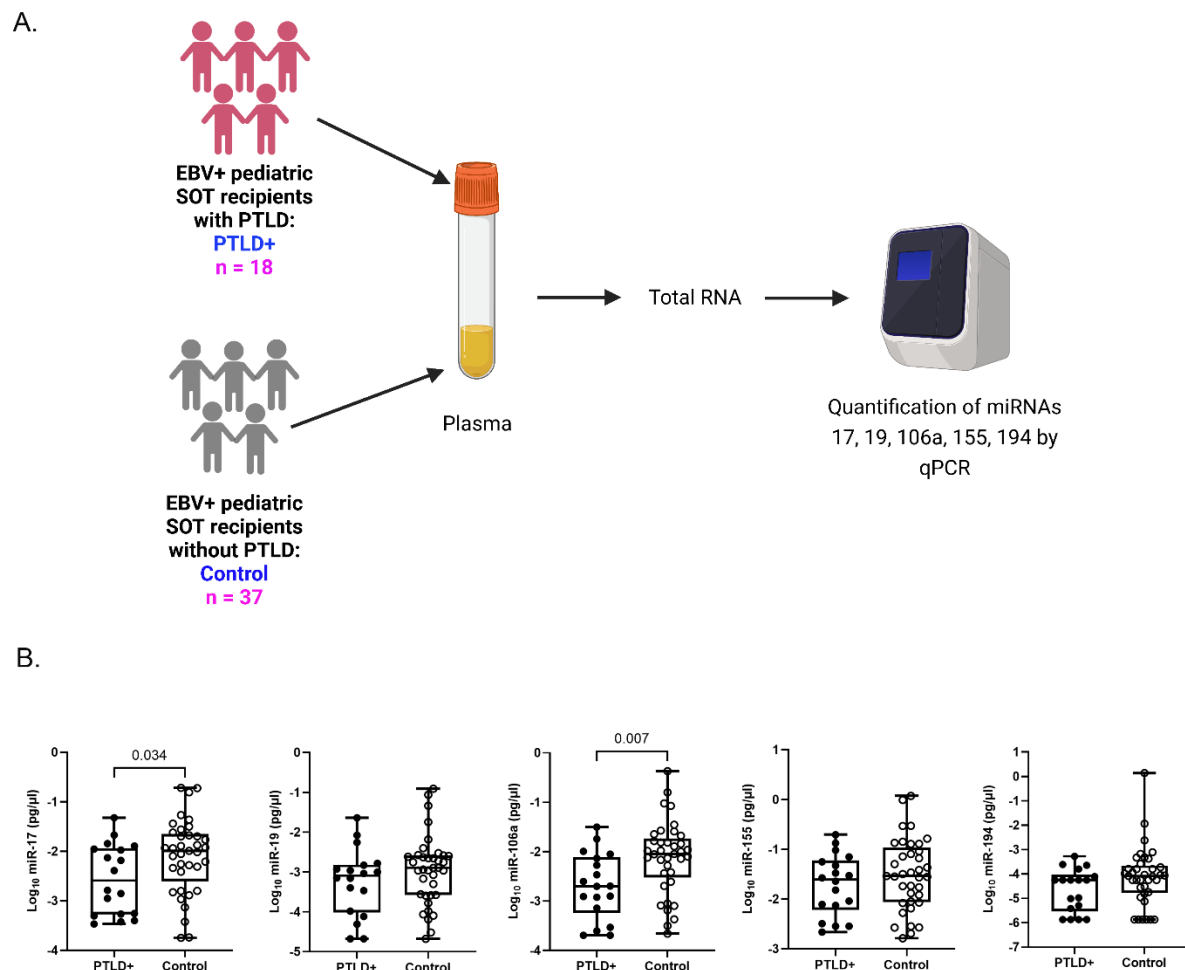 A.
EBV+ pediatric
SOT recipients
with PTLD:
PTLD+
n = 18
EBV+ pediatric
SOT recipients
without PTLD:
Control
n = 37
Plasma
Total RNA
Quantification of miRNAs
17, 19, 106a, 155, 194 by
qPCR
B.
Log10 miR-17 (pg/µl)
0
-1
-2
-3
-4
0.034
PTLD+ Control
Log10 miR-19 (pg/µl)
0
-1
-2
-3
-4
-5
PTLD+ Control
Log10 miR-106a (pg/µl)
0
-1
-2
-3
-4
0.007
PTLD+ Control
Log10 miR-155 (pg/µl)
1
0
-1
-2
-3
PTLD+ Control
Log10 miR-194 (pg/µl)
1
0
-1
-2
-3
-4
-5
-6
-7
PTLD+ Control